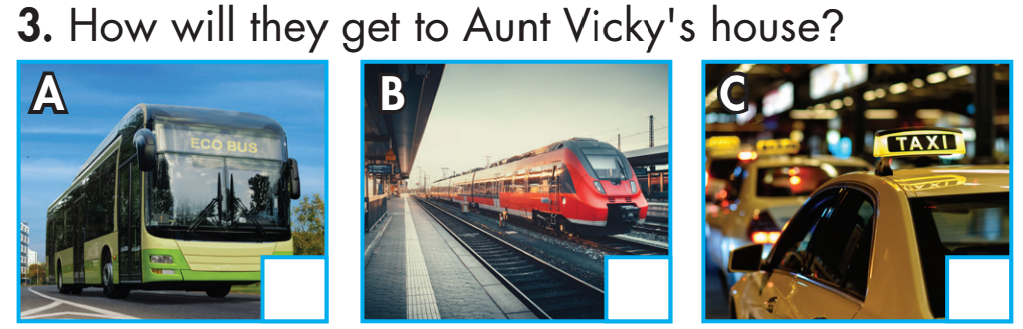 3. How will they get to Aunt Vicky's house?
A
B
C
ECO BUS
TAXI